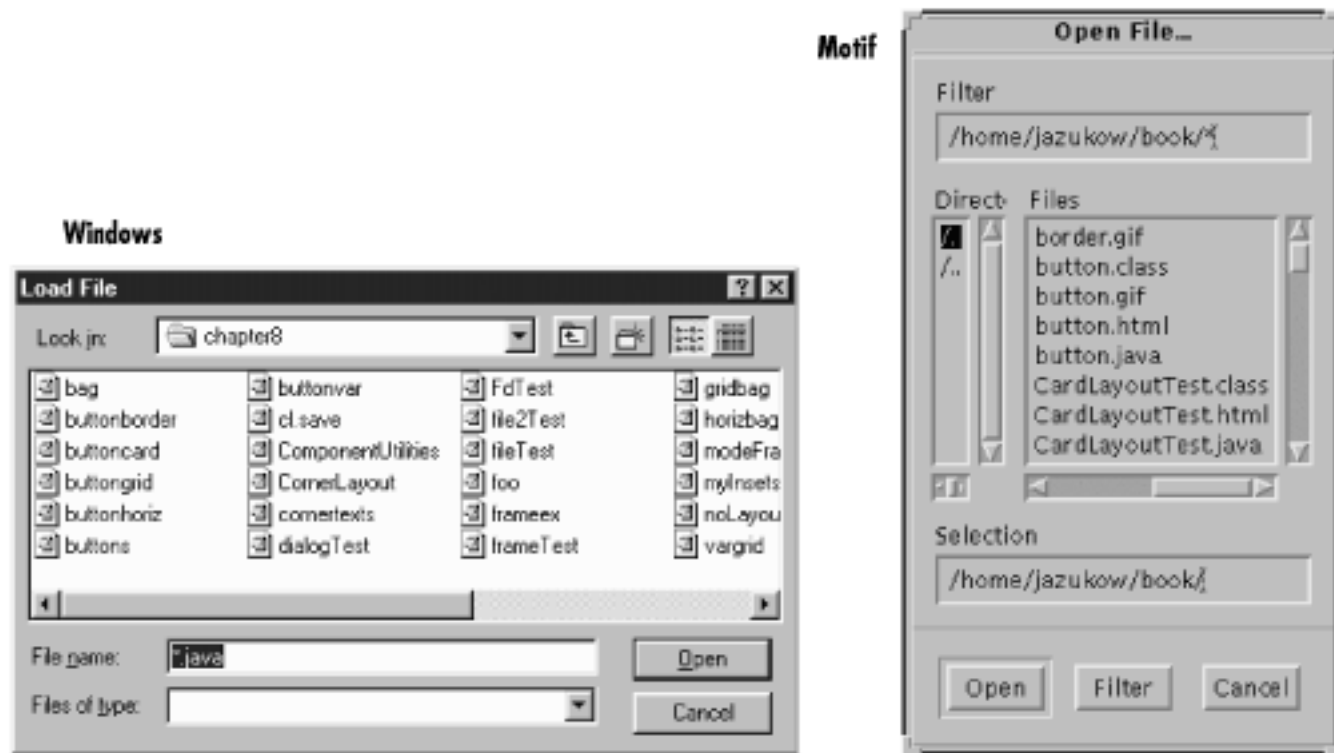 Windows
Load File
Look in: chapter8
bag buttonvar FdTest gridbag
buttonborder cl.save file2Test horizbag
buttoncard ComponentUtilities fileTest modeFra
buttongrid CornerLayout foo myInsets
buttonhoriz cornertexts frameex noLayou
buttons dialogTest frameTest vargrid
File name: *.java Open
Files of type: Cancel
Motif
Open File...
Filter
/home/jazukow/book/*
Direct Files
/. border.gif
/.. button.class
button.gif
button.html
button.java
CardLayoutTest.class
CardLayoutTest.html
CardLayoutTest.java
Selection
/home/jazukow/book/
Open Filter Cancel